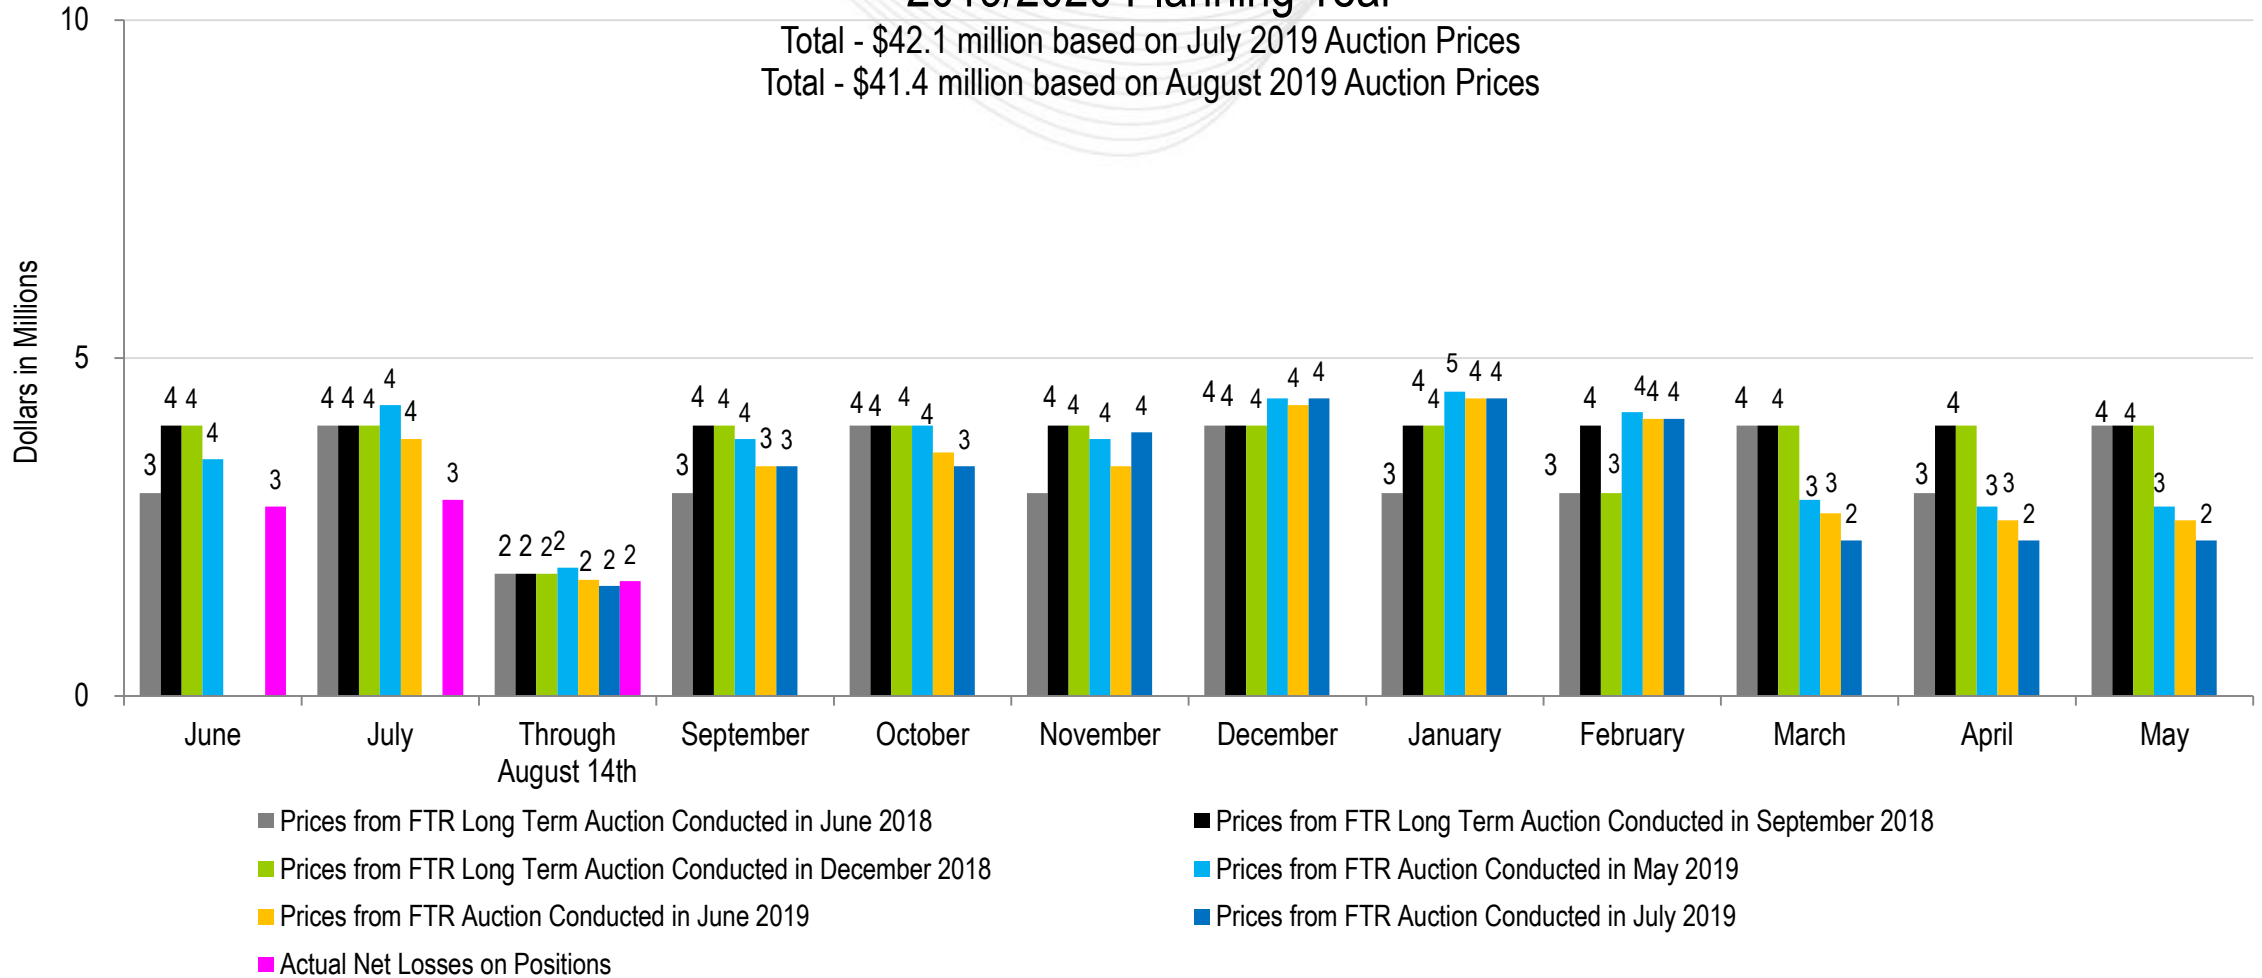 2019/2020 Planning Year
Total - $42.1 million based on July 2019 Auction Prices
Total - $41.4 million based on August 2019 Auction Prices
Dollars in Millions
10
5
0
3 4 4 4 3
4 4 4 4 4 3
2 2 2 2 2 2 2
3 4 4 4 3 3
4 4 4 4 3
4 4 4 4
4 4 4 4 4
3 4 4 5 4 4
3 4 3 4 4 4
4 4 3 3 2
3 4 3 3 2
4 4 3 2
June
July
Through
August 14th
September
October
November
December
January
February
March
April
May
Prices from FTR Long Term Auction Conducted in June 2018
Prices from FTR Long Term Auction Conducted in September 2018
Prices from FTR Long Term Auction Conducted in December 2018
Prices from FTR Auction Conducted in May 2019
Prices from FTR Auction Conducted in June 2019
Prices from FTR Auction Conducted in July 2019
Actual Net Losses on Positions